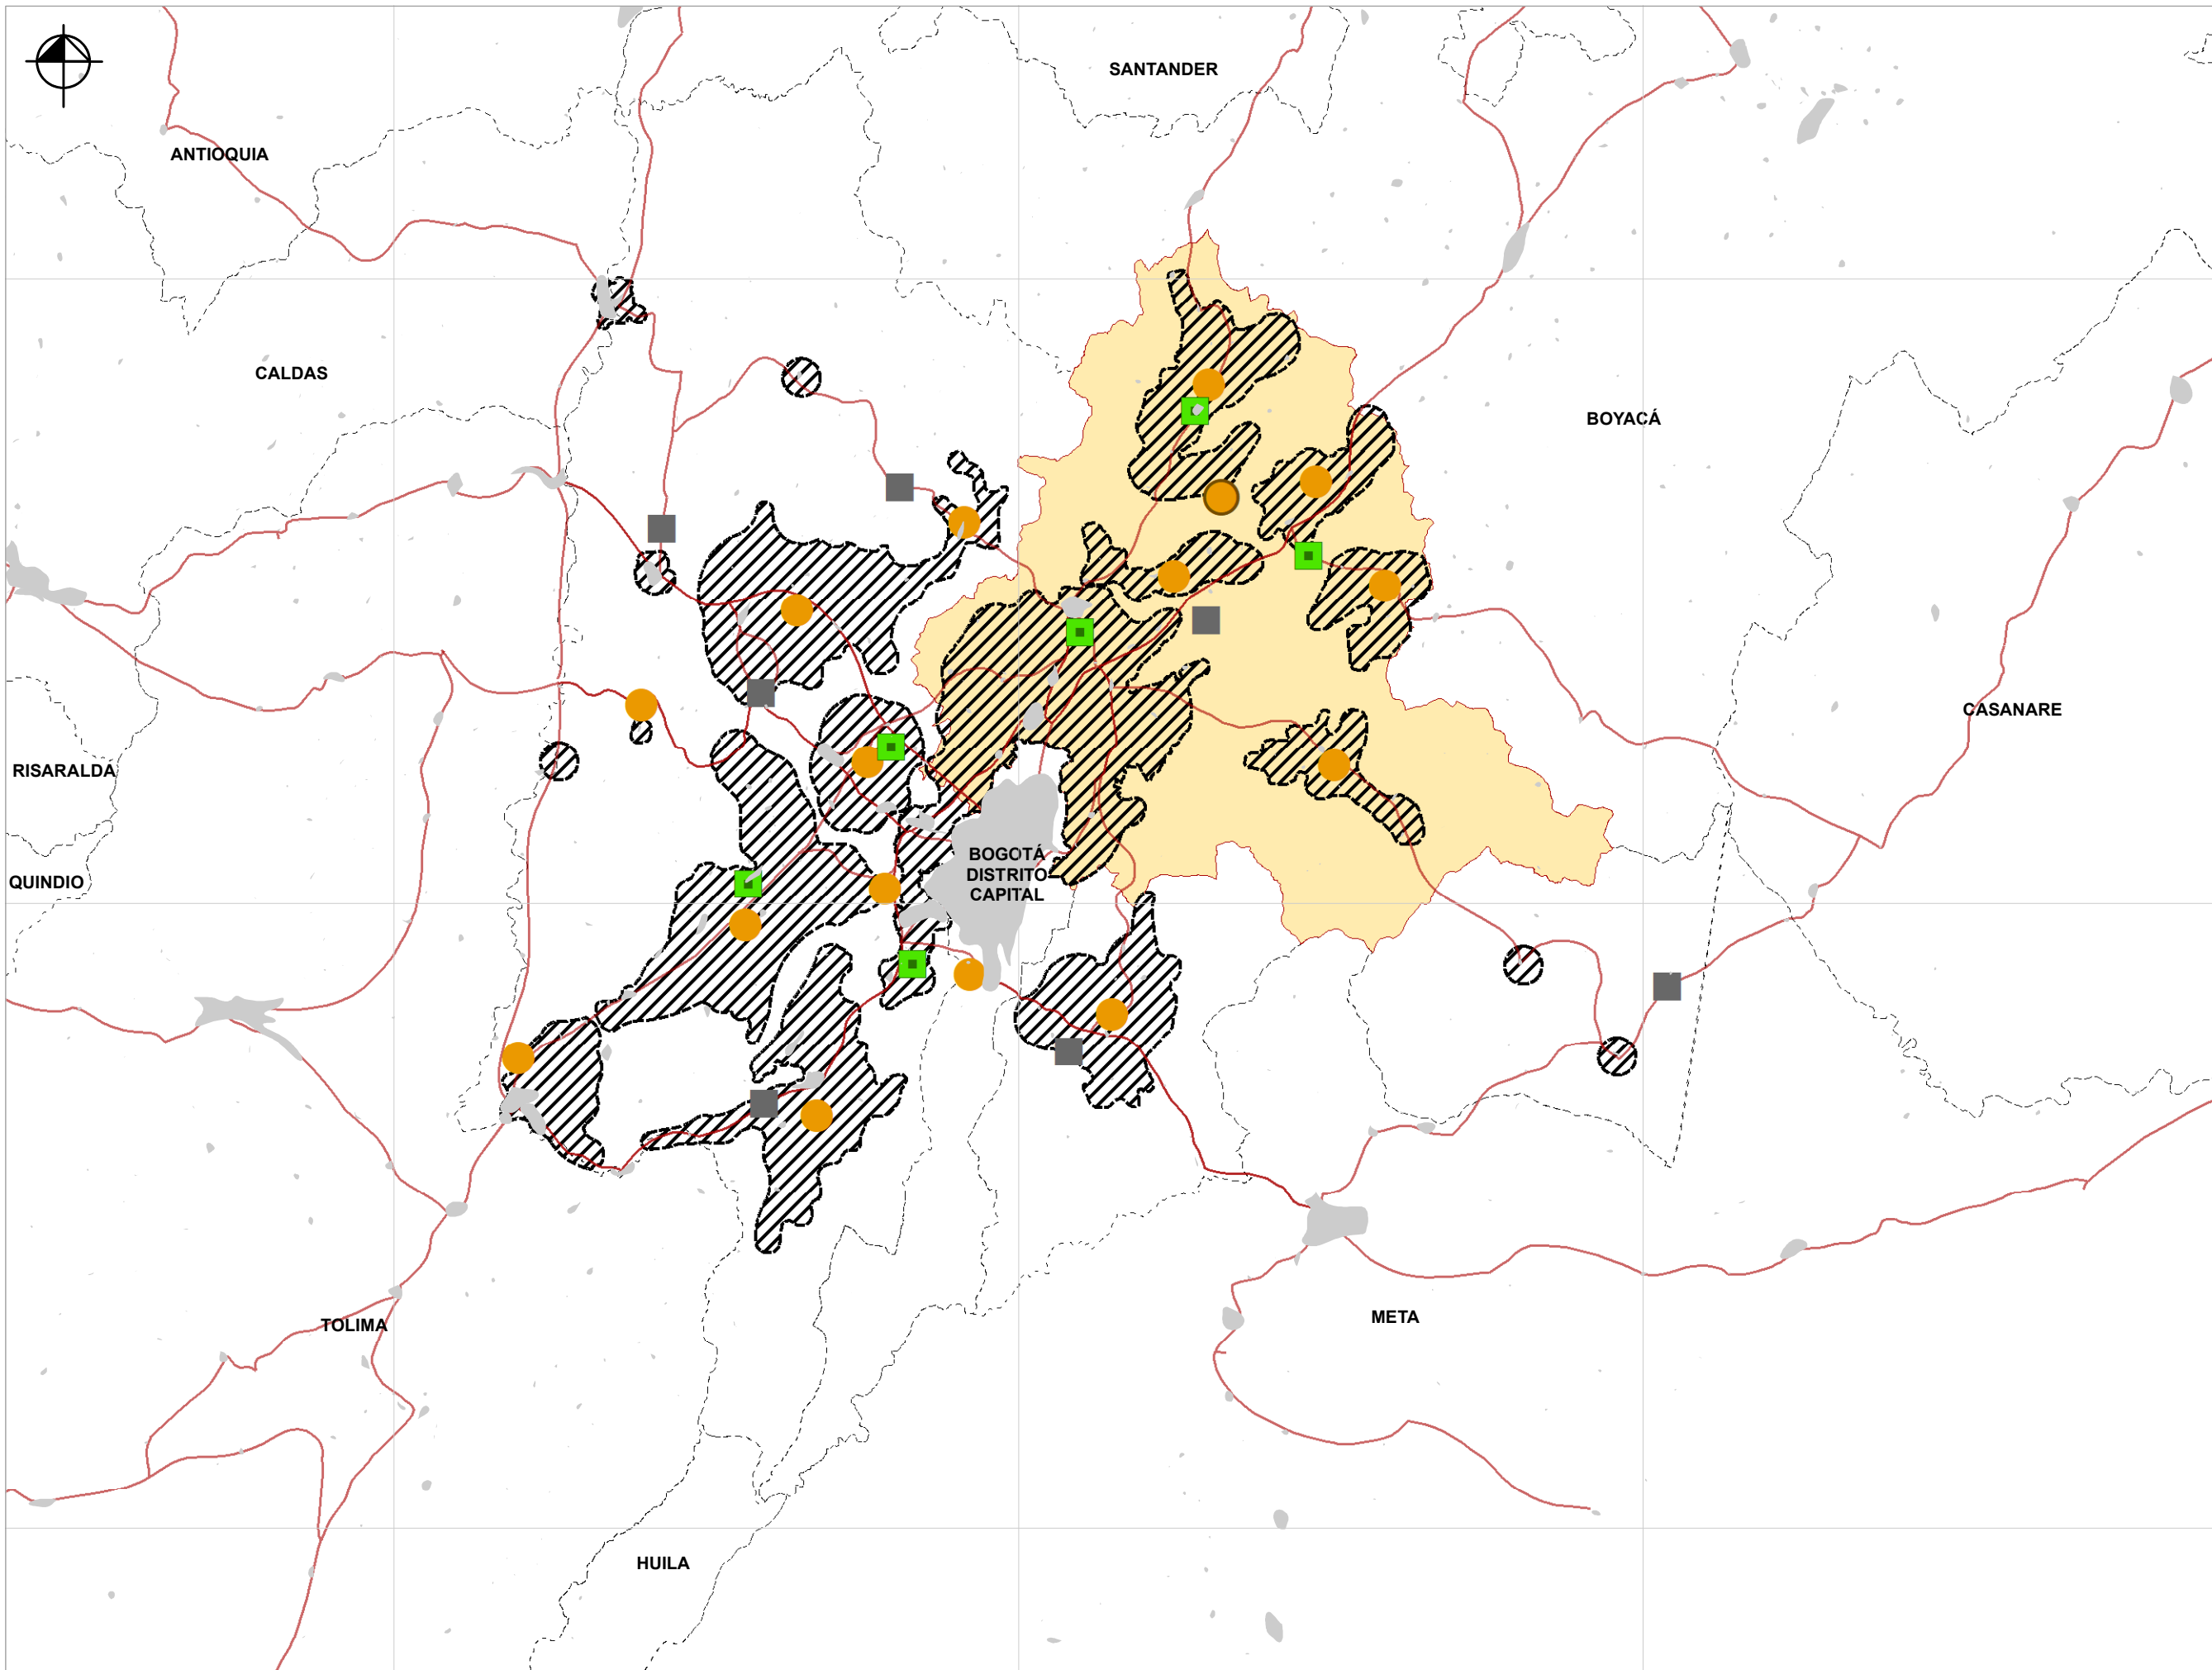 SANTANDER
ANTIOQUIA
CALDAS
BOYACÁ
CASANARE
RISARALDA
BOGOTÁ
DISTRITO
CAPITAL
QUINDIO
TOLIMA
META
HUILA